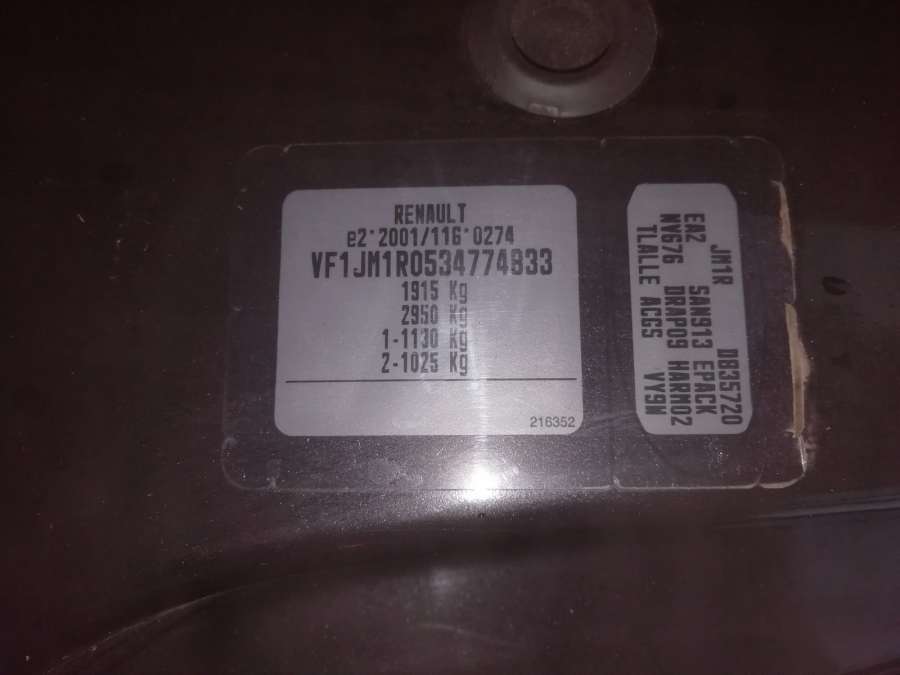 RENAULT
e2*2001/116*0274
VF1JM1R0534774833
1915 Kg
2950 Kg
1-1130 Kg
2-1025 Kg
216352
JM1R D835720
EA2 SAN913 EPACK
NV676 DRAP09 HARM02
TLALLE ACGS VY9W